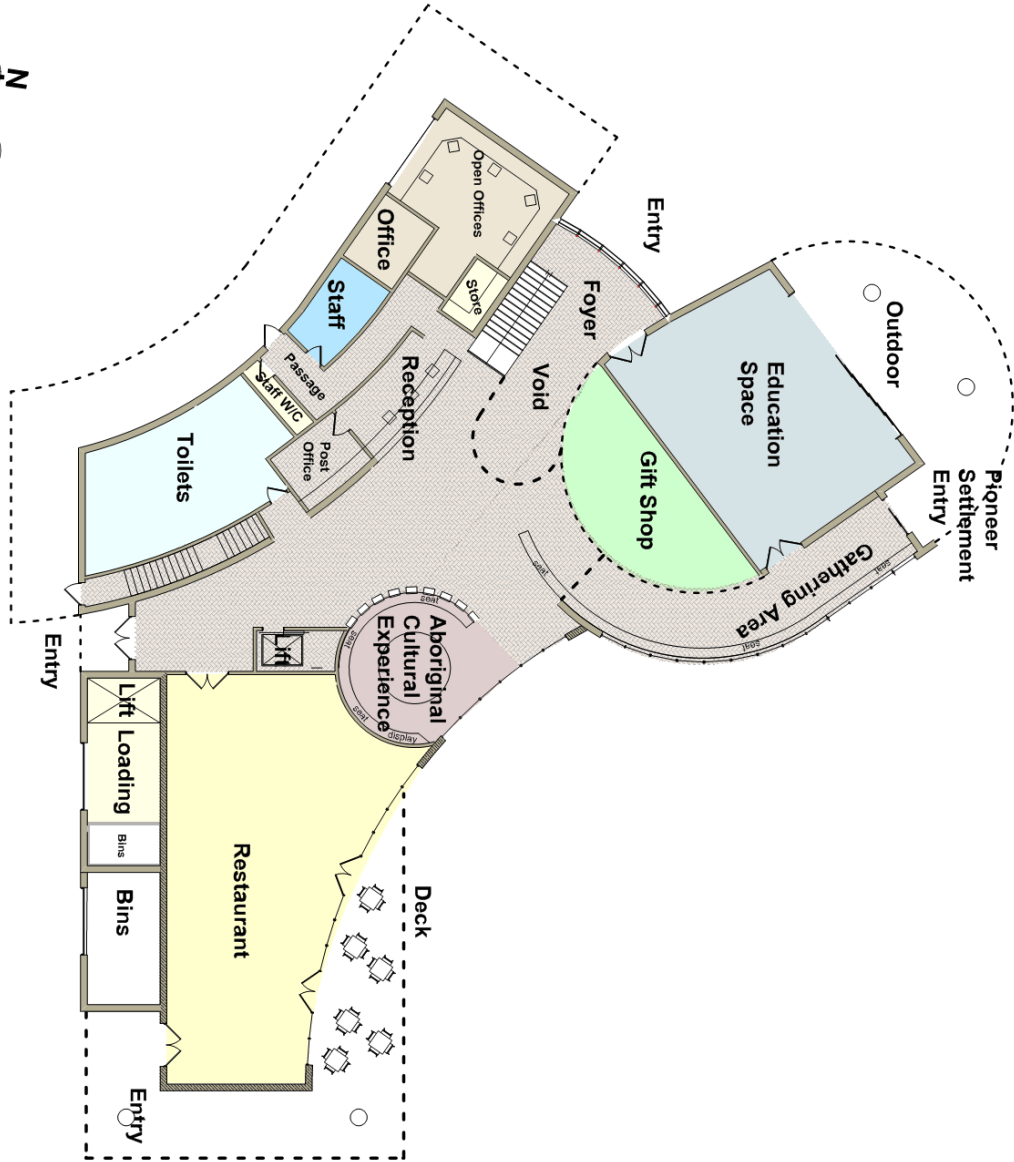 N
Entry
Foyer
Void
Outdoor
Education
Space
Pioneer
Settlement
Entry
Open Offices
Store
Office
Staff
Passage
Staff W/C
Reception
Post
Office
Toilets
Gift Shop
Gathering Area
seat
seat
seat
seat
seat
seat
display
Aboriginal
Cultural
Experience
Lift
Entry
Lift
Loading
Bins
Bins
Restaurant
Deck
Entry